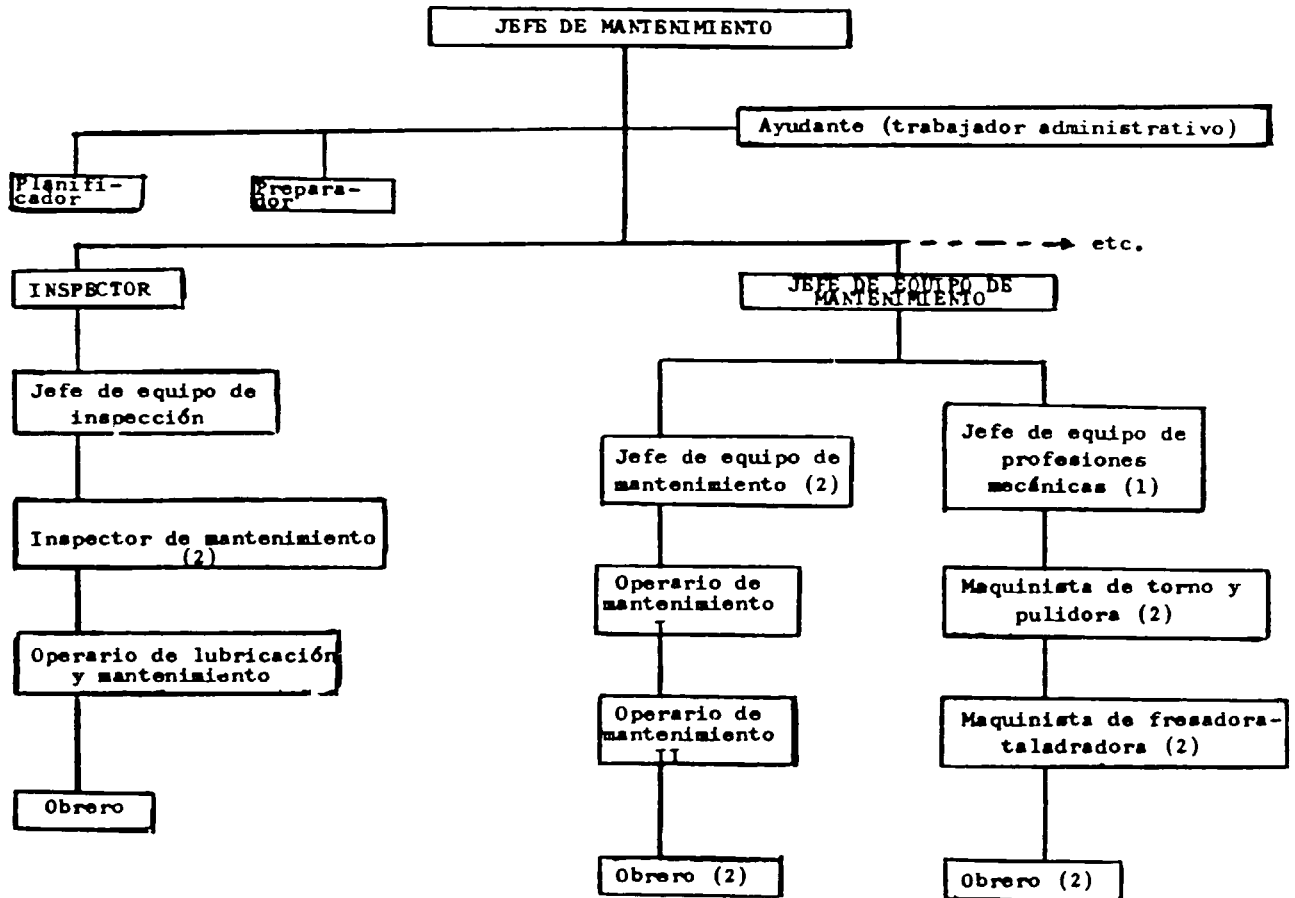 JEFE DE MANTENIMIENTO
Ayudante (trabajador administrativo)
Planifi-
cador
Prepara-
dor
etc.
INSPECTOR
JEFE DE EQUIPO DE
MANTENIMIENTO
Jefe de equipo de
inspección
Inspector de mantenimiento
(2)
Operario de lubricación
y mantenimiento
Obrero
Jefe de equipo de
mantenimiento (2)
Operario de
mantenimiento
I
Operario de
mantenimiento
II
Obrero (2)
Jefe de equipo de
profesiones
mecánicas (1)
Maquinista de torno y
pulidora (2)
Maquinista de fresadora-
taladradora (2)
Obrero (2)